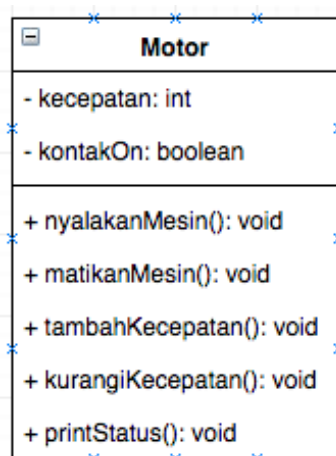 Motor
- kecepatan: int
- kontakOn: boolean
+ nyalakanMesin(): void
+ matikanMesin(): void
+ tambahKecepatan(): void
+ kurangiKecepatan(): void
+ printStatus(): void